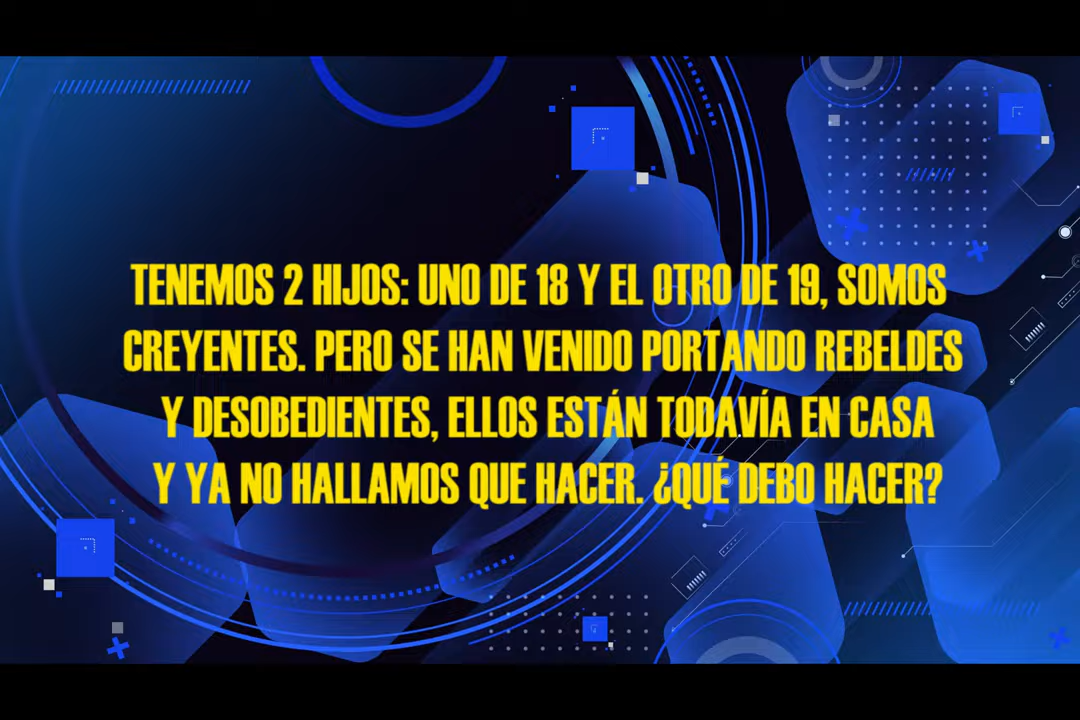 TENEMOS 2 HIJOS: UNO DE 18 Y EL OTRO DE 19, SOMOS
CREYENTES. PERO SE HAN VENIDO PORTANDO REBELDES
Y DESOBEDIENTES, ELLOS ESTÁN TODAVÍA EN CASA
Y YA NO HALLAMOS QUE HACER. ¿QUÉ DEBO HACER?